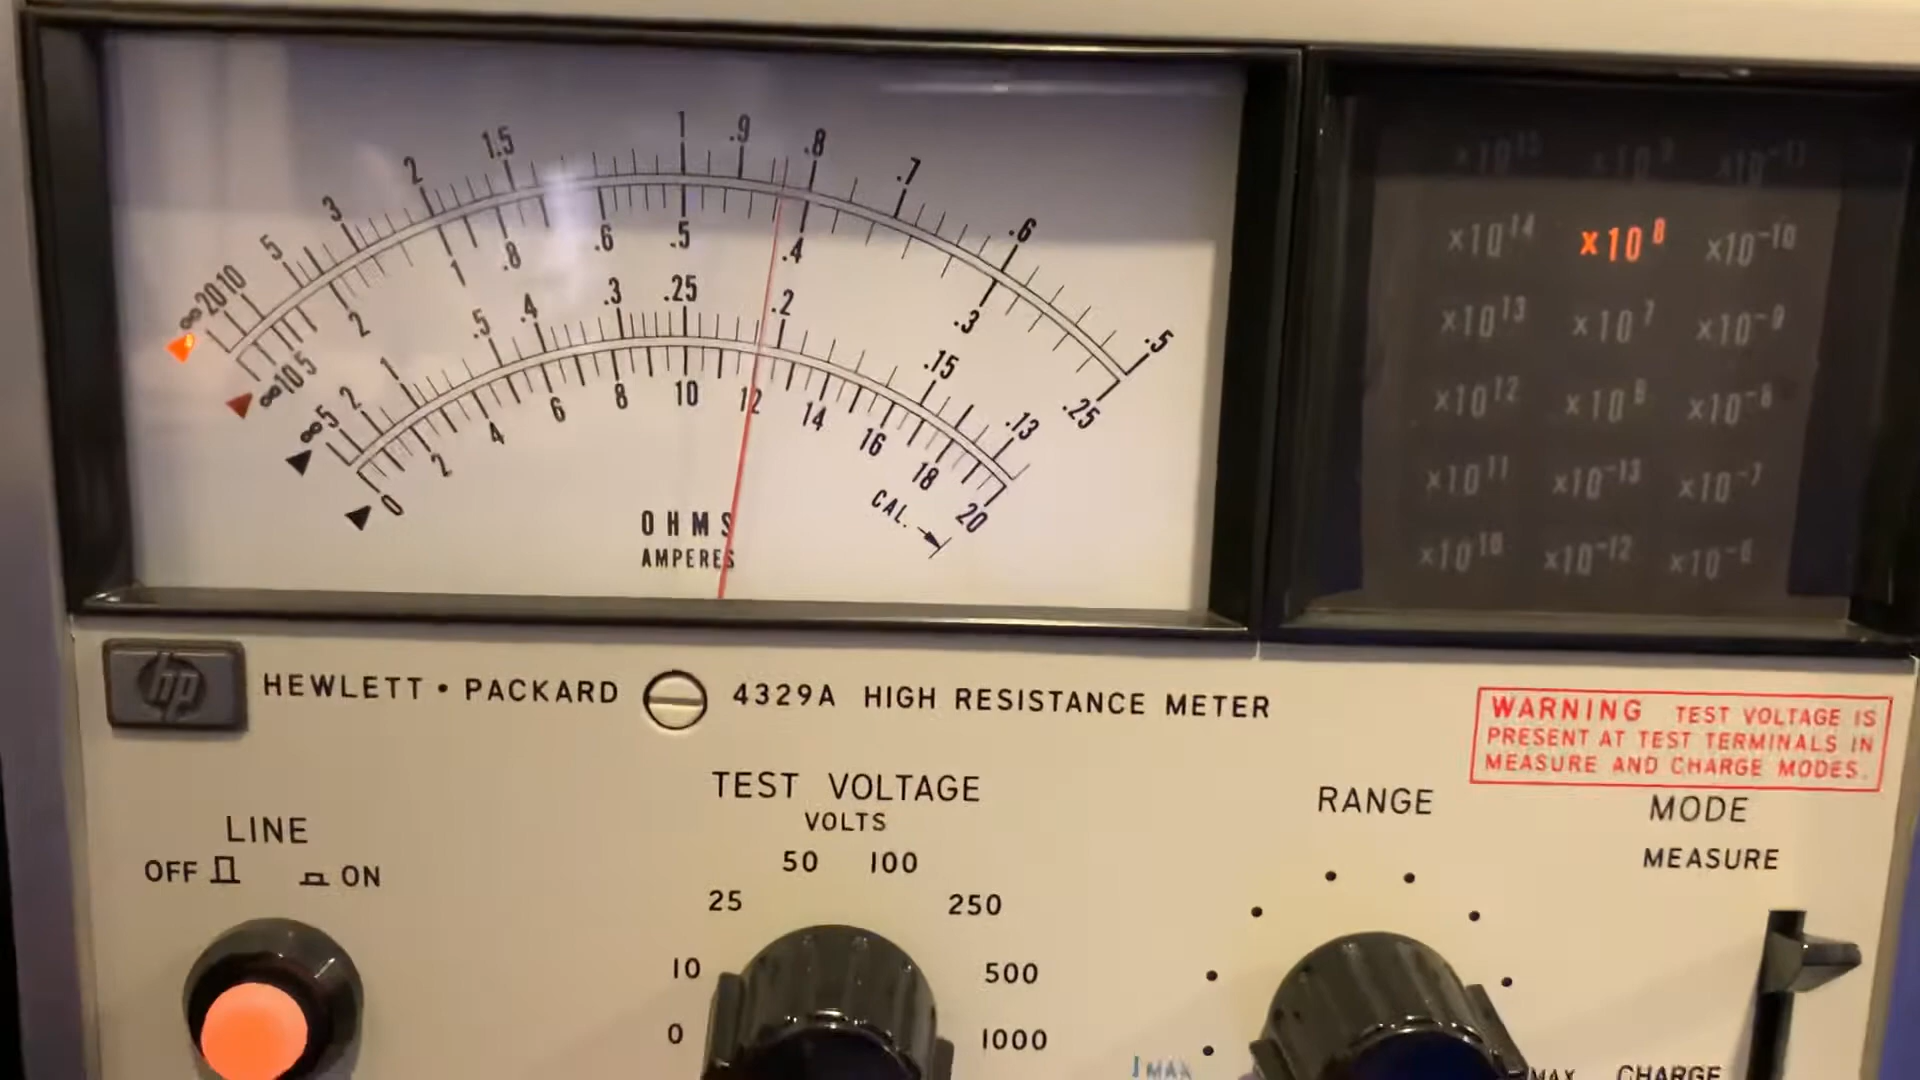 ∞ 20 10 5 3 2 1.5 1 .9 .8 .7 .6 .5
∞ 10 5 2 1 .8 .6 .5 .4 .3 .25
∞ 5 2 1 .5 .4 .3 .25 .2 .15 .13
0 2 4 6 8 10 12 14 16 18 20
CAL.
OHMS
AMPERES
×10¹⁴ ×10⁸ ×10⁻¹⁰
×10¹³ ×10⁷ ×10⁻⁹
×10¹² ×10⁶ ×10⁻⁸
×10¹¹ ×10⁻¹³ ×10⁻⁷
×10¹⁰ ×10⁻¹² ×10⁻⁶
hp
HEWLETT • PACKARD 4329A HIGH RESISTANCE METER
WARNING TEST VOLTAGE IS
PRESENT AT TEST TERMINALS IN
MEASURE AND CHARGE MODES.
LINE
OFF ON
TEST VOLTAGE
VOLTS
50 100
25 250
10 500
0 1000
RANGE
MODE
MEASURE
MAX
MAX
CHARGE